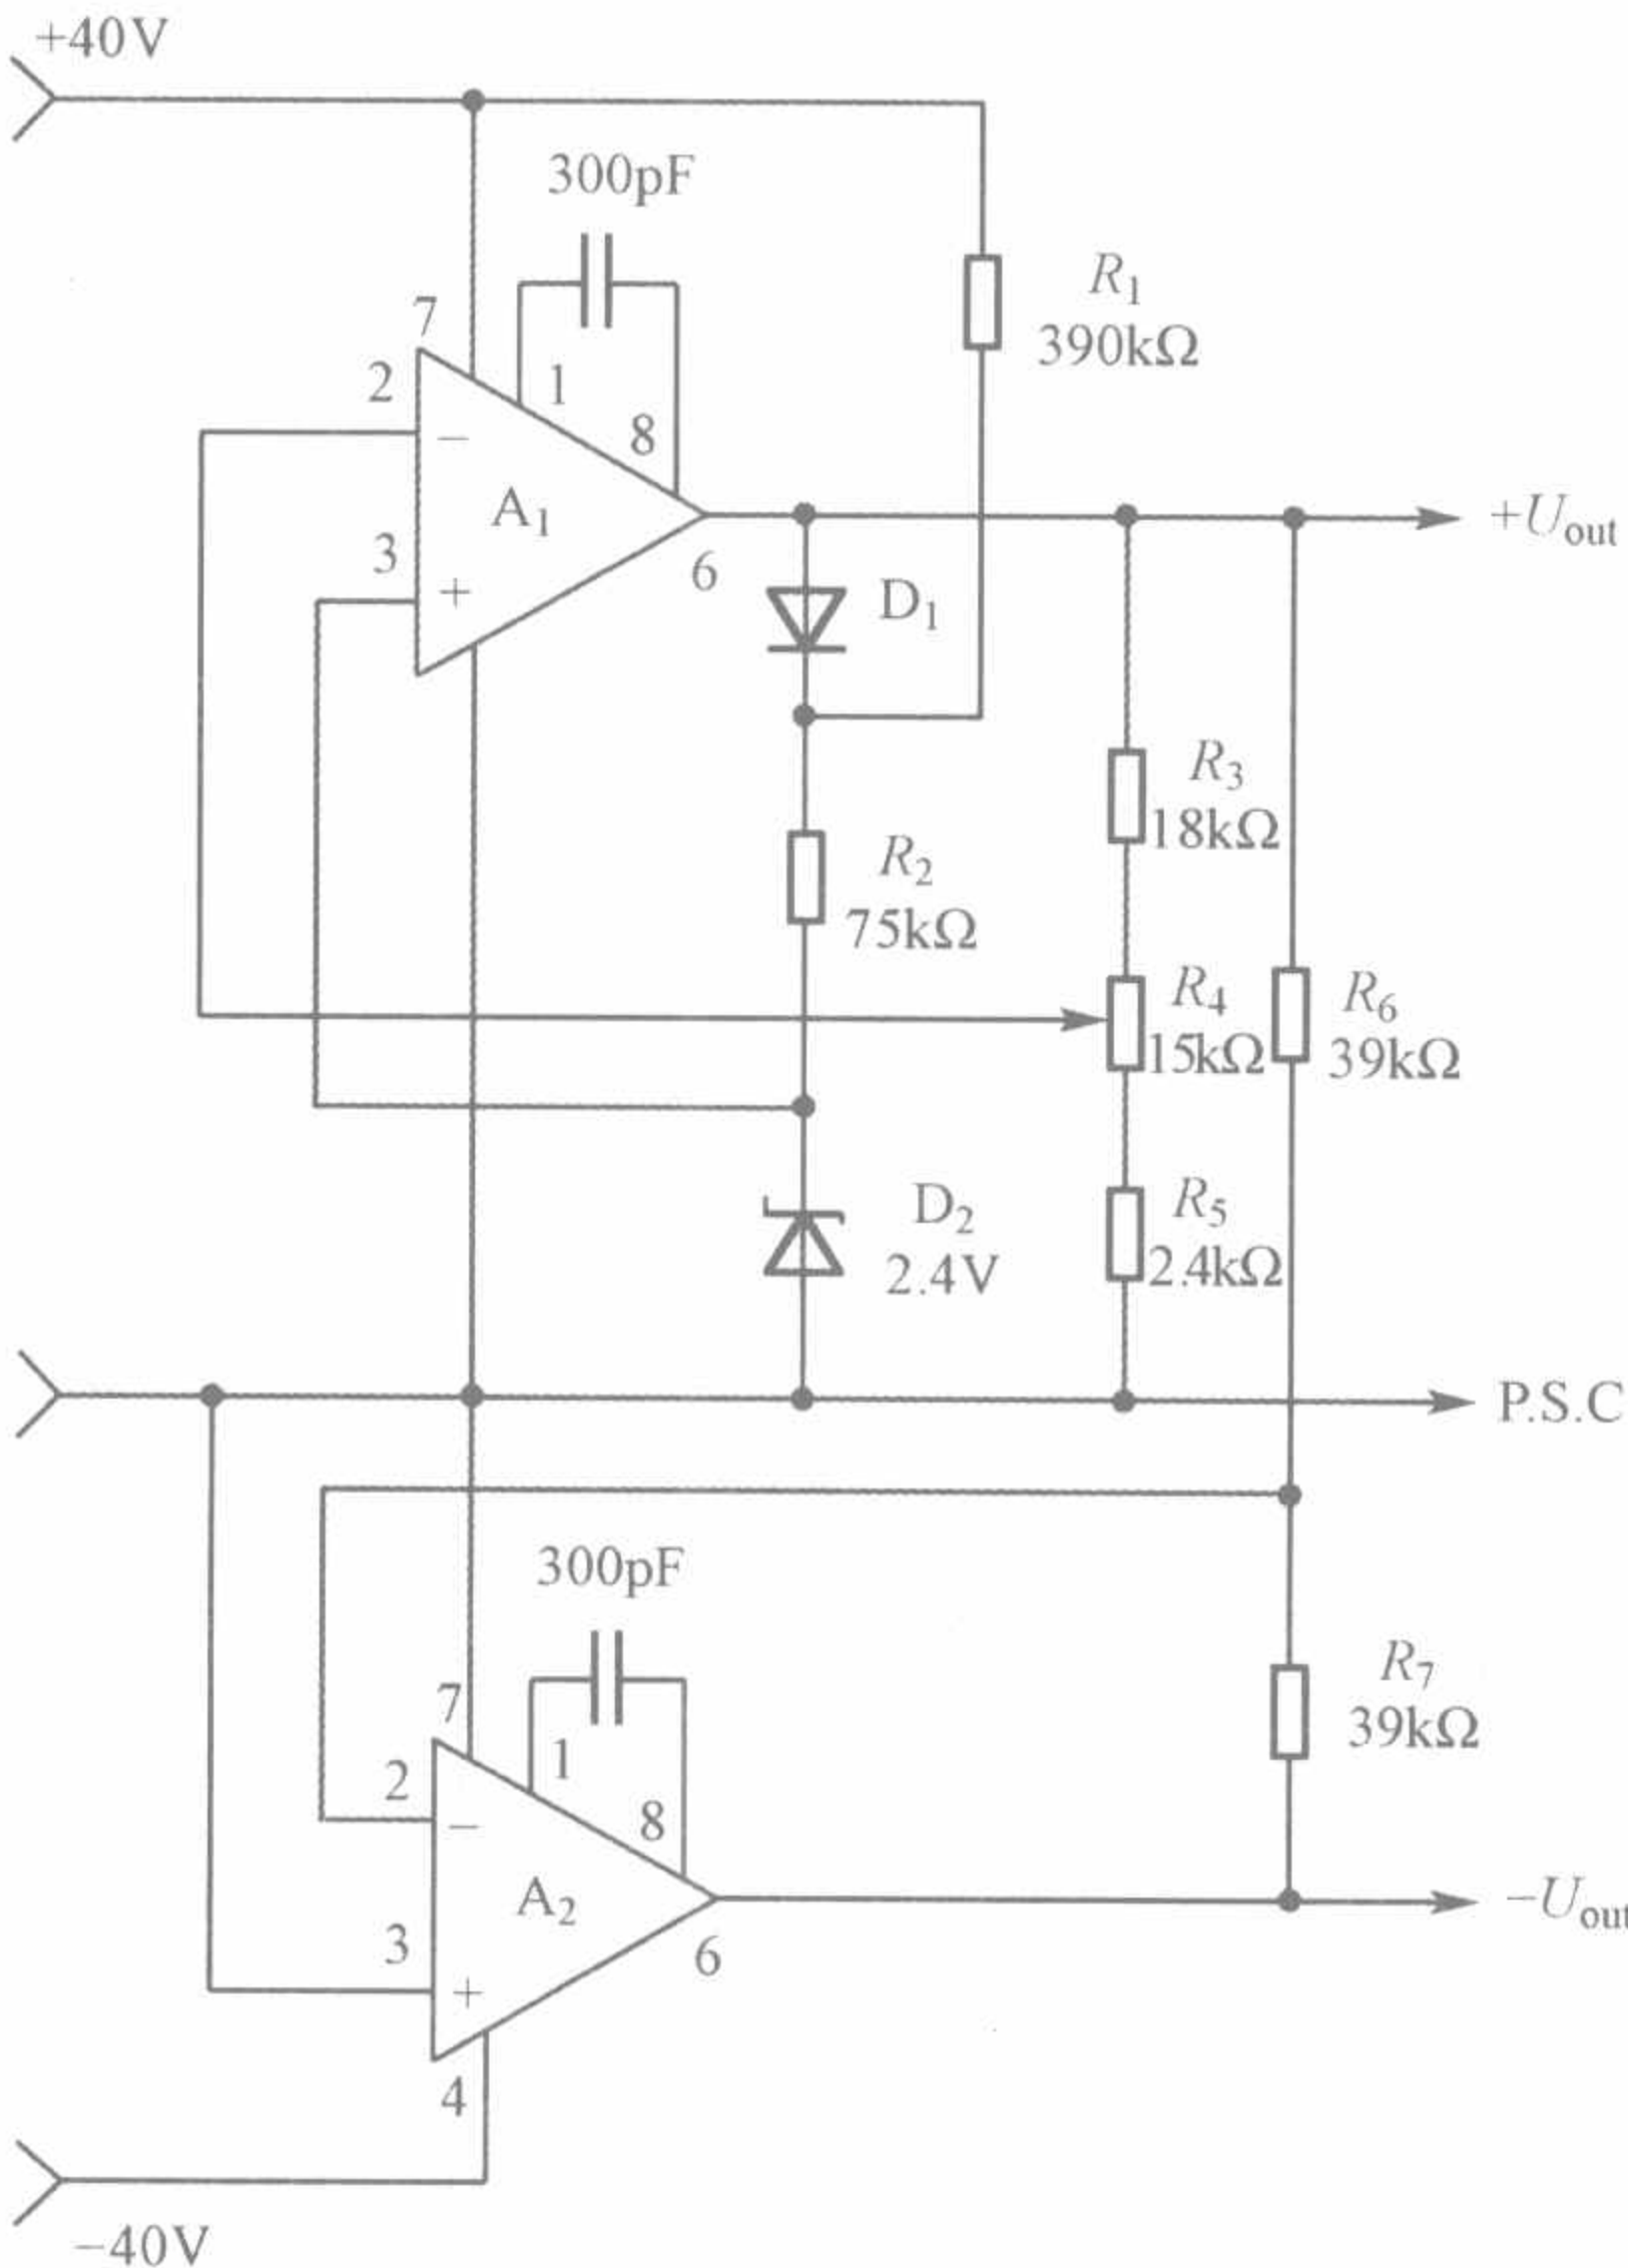 +40V
300pF
R1
390kΩ
7
2
1
8
−
A1
+Uout
3
+
6
D1
R3
18kΩ
R2
75kΩ
R4
15kΩ
R6
39kΩ
D2
2.4V
R5
2.4kΩ
P.S.C
300pF
R7
39kΩ
7
1
2
8
−
A2
−Uout
3
+
6
4
−40V